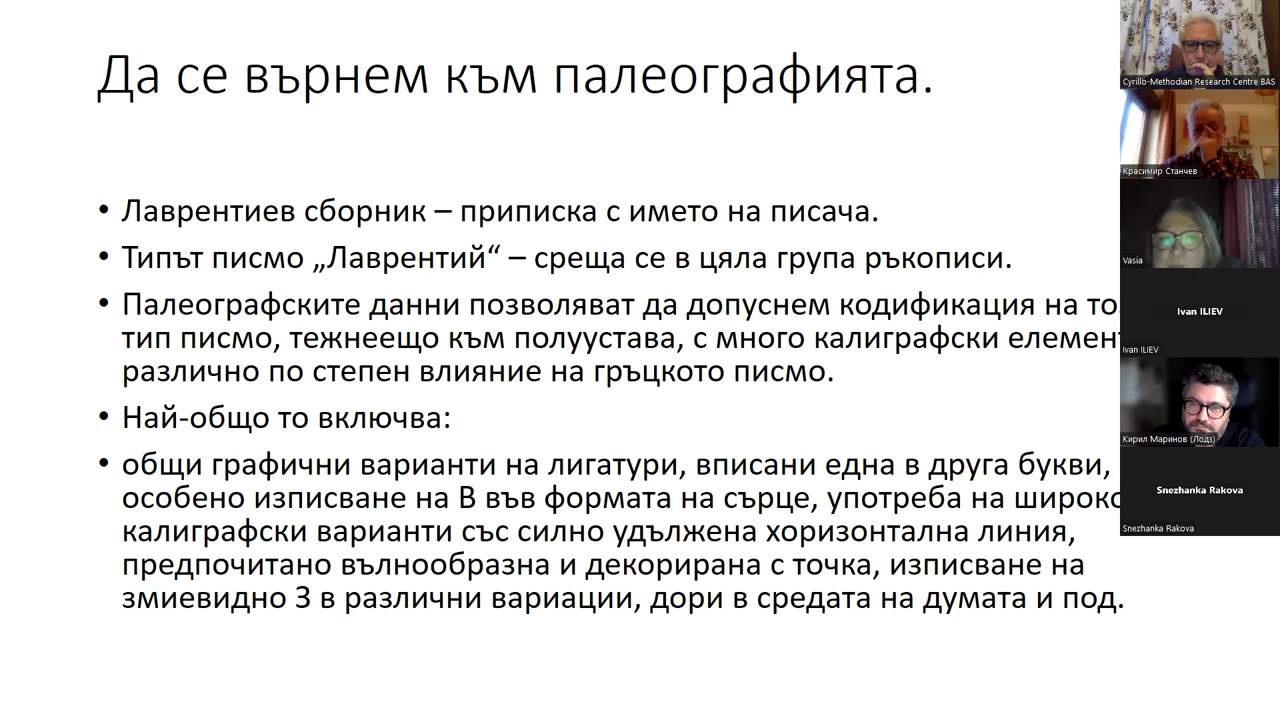 Да се върнем към палеографията.
• Лаврентиев сборник – приписка с името на писача.
• Типът писмо „Лаврентий“ – среща се в цяла група ръкописи.
• Палеографските данни позволяват да допуснем кодификация на
тип писмо, тежнеещо към полуустава, с много калиграфски
различно по степен влияние на гръцкото писмо.
• Най-общо то включва:
• общи графични варианти на лигатури, вписани една в друга букви,
особено изписване на В във формата на сърце, употреба на
калиграфски варианти със силно удължена хоризонтална линия,
предпочитано вълнообразна и декорирана с точка, изписване на
змиевидно З в различни вариации, дори в средата на думата и под.
Cyrillo-Methodian Research Centre BAS
Красимир Станчев
Vasia
Ivan ILIEV
Ivan ILIEV
Кирил Маринов (Лодз)
Snezhanka Rakova
Snezhanka Rakova